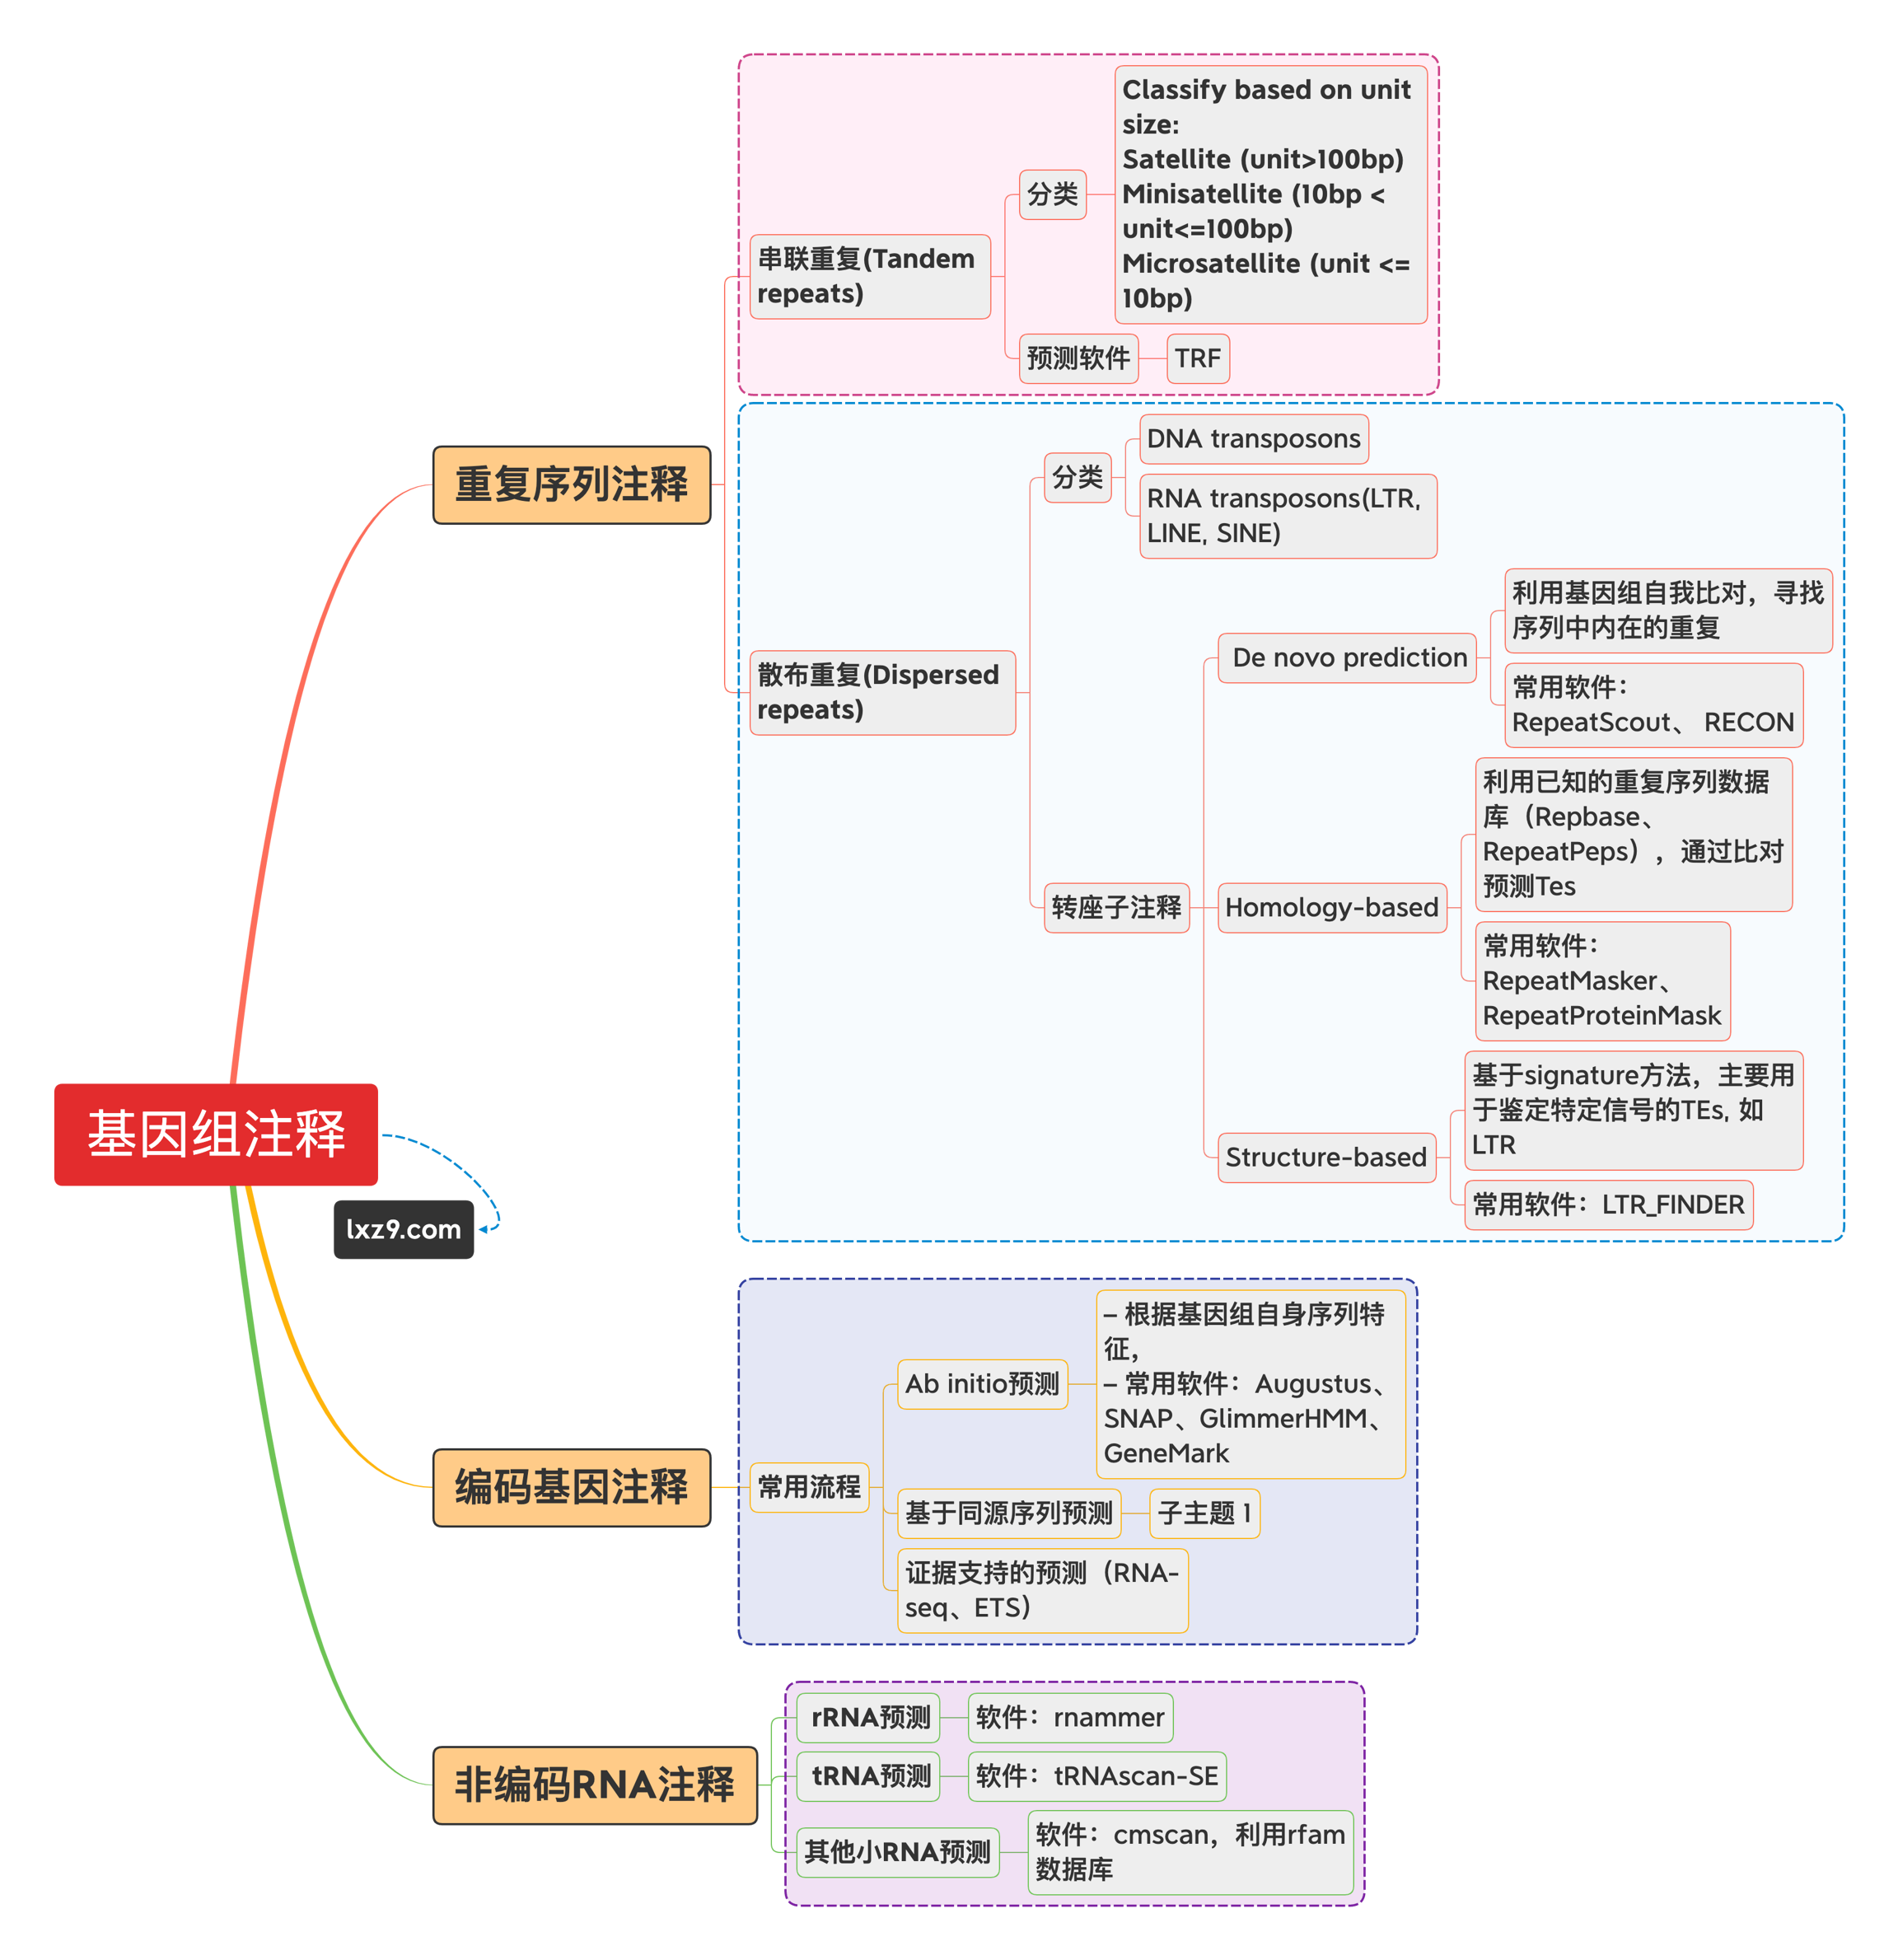 基因组注释
lxz9.com
重复序列注释
串联重复(Tandem
repeats)
分类
Classify based on unit
size:
Satellite (unit>100bp)
Minisatellite (10bp <
unit<=100bp)
Microsatellite (unit <=
10bp)
预测软件
TRF
散布重复(Dispersed
repeats)
分类
DNA transposons
RNA transposons(LTR,
LINE, SINE)
转座子注释
De novo prediction
利用基因组自我比对，寻找
序列中内在的重复
常用软件：
RepeatScout、 RECON
Homology-based
利用已知的重复序列数据
库（Repbase、
RepeatPeps），通过比对
预测Tes
常用软件：
RepeatMasker、
RepeatProteinMask
Structure-based
基于signature方法，主要用
于鉴定特定信号的TEs, 如
LTR
常用软件：LTR_FINDER
编码基因注释
常用流程
Ab initio预测
– 根据基因组自身序列特
征，
– 常用软件：Augustus、
SNAP、GlimmerHMM、
GeneMark
基于同源序列预测
子主题 1
证据支持的预测（RNA-
seq、ETS）
非编码RNA注释
rRNA预测
软件：rnammer
tRNA预测
软件：tRNAscan-SE
其他小RNA预测
软件：cmscan，利用rfam
数据库